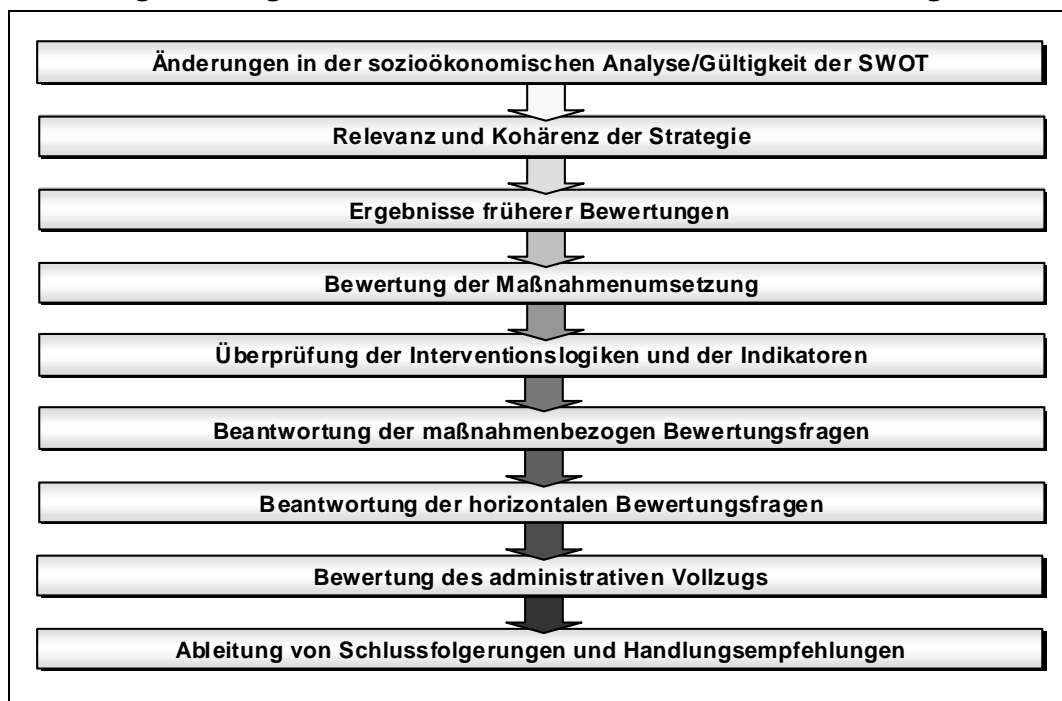 Änderungen in der sozioökonomischen Analyse/Gültigkeit der SWOT
Relevanz und Kohärenz der Strategie
Ergebnisse früherer Bewertungen
Bewertung der Maßnahmenumsetzung
Überprüfung der Interventionslogiken und der Indikatoren
Beantwortung der maßnahmenbezogen Bewertungsfragen
Beantwortung der horizontalen Bewertungsfragen
Bewertung des administrativen Vollzugs
Ableitung von Schlussfolgerungen und Handlungsempfehlungen